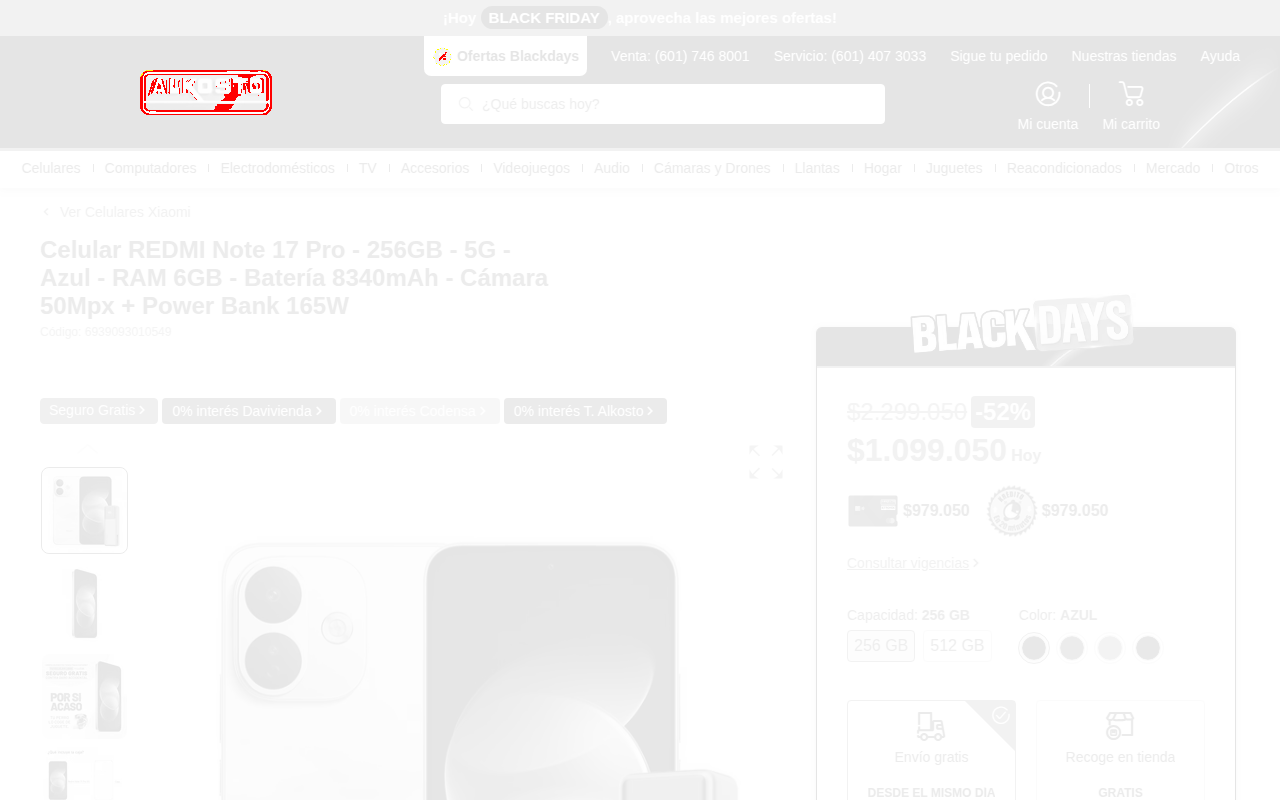 ¡Hoy BLACK FRIDAY, aprovecha las mejores ofertas!
Ofertas Blackdays
Venta: (601) 746 8001
Servicio: (601) 407 3033
Sigue tu pedido
Nuestras tiendas
Ayuda
ALKOSTO
¿Qué buscas hoy?
Mi cuenta
Mi carrito
Celulares
Computadores
Electrodomésticos
TV
Accesorios
Videojuegos
Audio
Cámaras y Drones
Llantas
Hogar
Juguetes
Reacondicionados
Mercado
Otros
Ver Celulares Xiaomi
Celular REDMI Note 17 Pro - 256GB - 5G -
Azul - RAM 6GB - Batería 8340mAh - Cámara
50Mpx + Power Bank 165W
Código: 6939093010549
Seguro Gratis
0% interés Davivienda
0% interés Codensa
0% interés T. Alkosto
POR SI
ACASO
BLACK DAYS
$2.299.050 -52%
$1.099.050 Hoy
$979.050
$979.050
Consultar vigencias
Capacidad: 256 GB
Color: AZUL
256 GB
512 GB
Envío gratis
Recoge en tienda
DESDE EL MISMO DIA
GRATIS